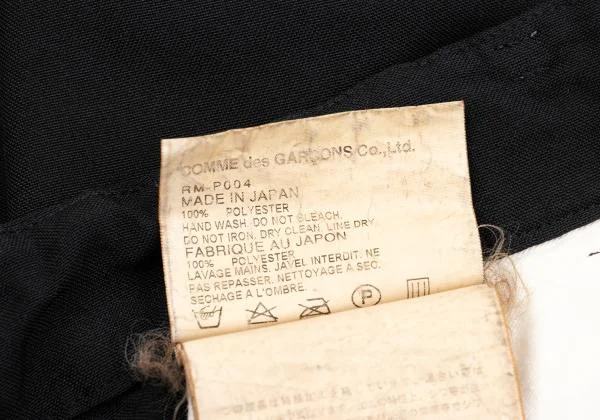 COMME des GARÇONS Co.,Ltd.
RM-P004
MADE IN JAPAN
100% POLYESTER
HAND WASH. DO NOT BLEACH.
DO NOT IRON. DRY CLEAN. LINE DRY
FABRIQUE AU JAPON
100% POLYESTER
LAVAGE MAINS. JAVEL INTERDIT. NE
PAS REPASSER. NETTOYAGE A SEC.
SECHAGE A L'OMBRE.
P